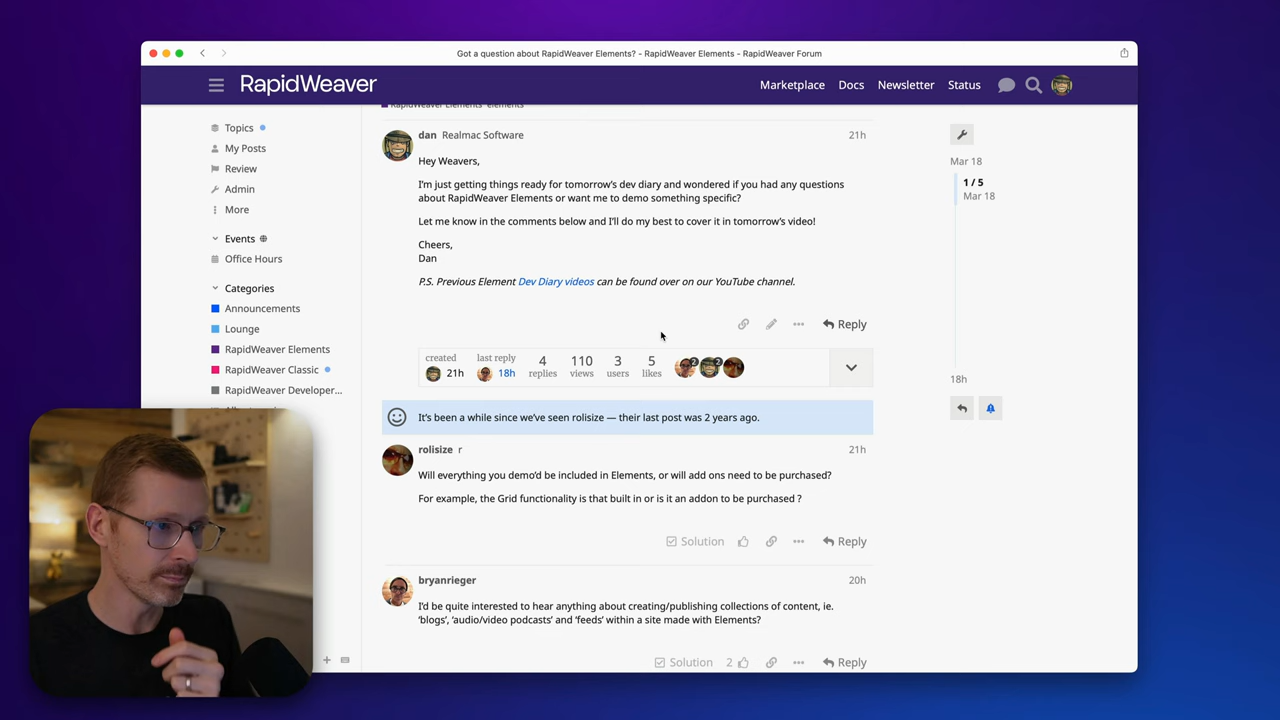 Got a question about RapidWeaver Elements? - RapidWeaver Elements - RapidWeaver Forum
RapidWeaver
Marketplace
Docs
Newsletter
Status
Topics
My Posts
Review
Admin
More
Events
Office Hours
Categories
Announcements
Lounge
RapidWeaver Elements
RapidWeaver Classic
RapidWeaver Developer...
RapidWeaver Elements elements
dan Realmac Software 21h
Hey Weavers,
I'm just getting things ready for tomorrow's dev diary and wondered if you had any questions
about RapidWeaver Elements or want me to demo something specific?
Let me know in the comments below and I'll do my best to cover it in tomorrow's video!
Cheers,
Dan
P.S. Previous Element Dev Diary videos can be found over on our YouTube channel.
Reply
created last reply 4 110 3 5 2 2
21h 18h replies views users likes
It's been a while since we've seen rolisize — their last post was 2 years ago.
rolisize r 21h
Will everything you demo'd be included in Elements, or will add ons need to be purchased?
For example, the Grid functionality is that built in or is it an addon to be purchased ?
Solution Reply
bryanrieger 20h
I'd be quite interested to hear anything about creating/publishing collections of content, ie.
'blogs', 'audio/video podcasts' and 'feeds' within a site made with Elements?
Solution 2 Reply
Mar 18
1 / 5
Mar 18
18h